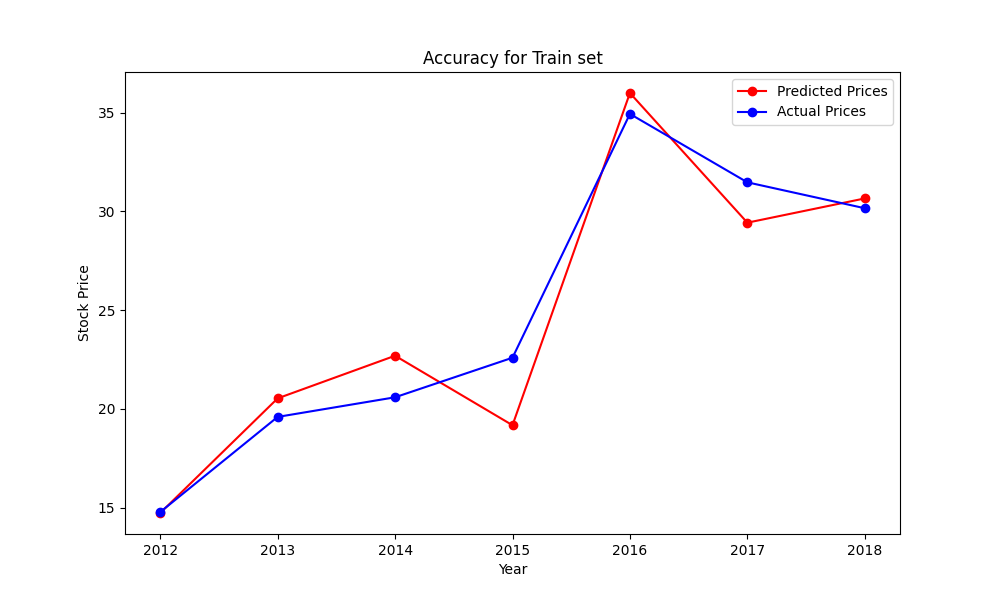 Accuracy for Train set
Predicted Prices
Actual Prices
Stock Price
35
30
25
20
15
2012 2013 2014 2015 2016 2017 2018
Year